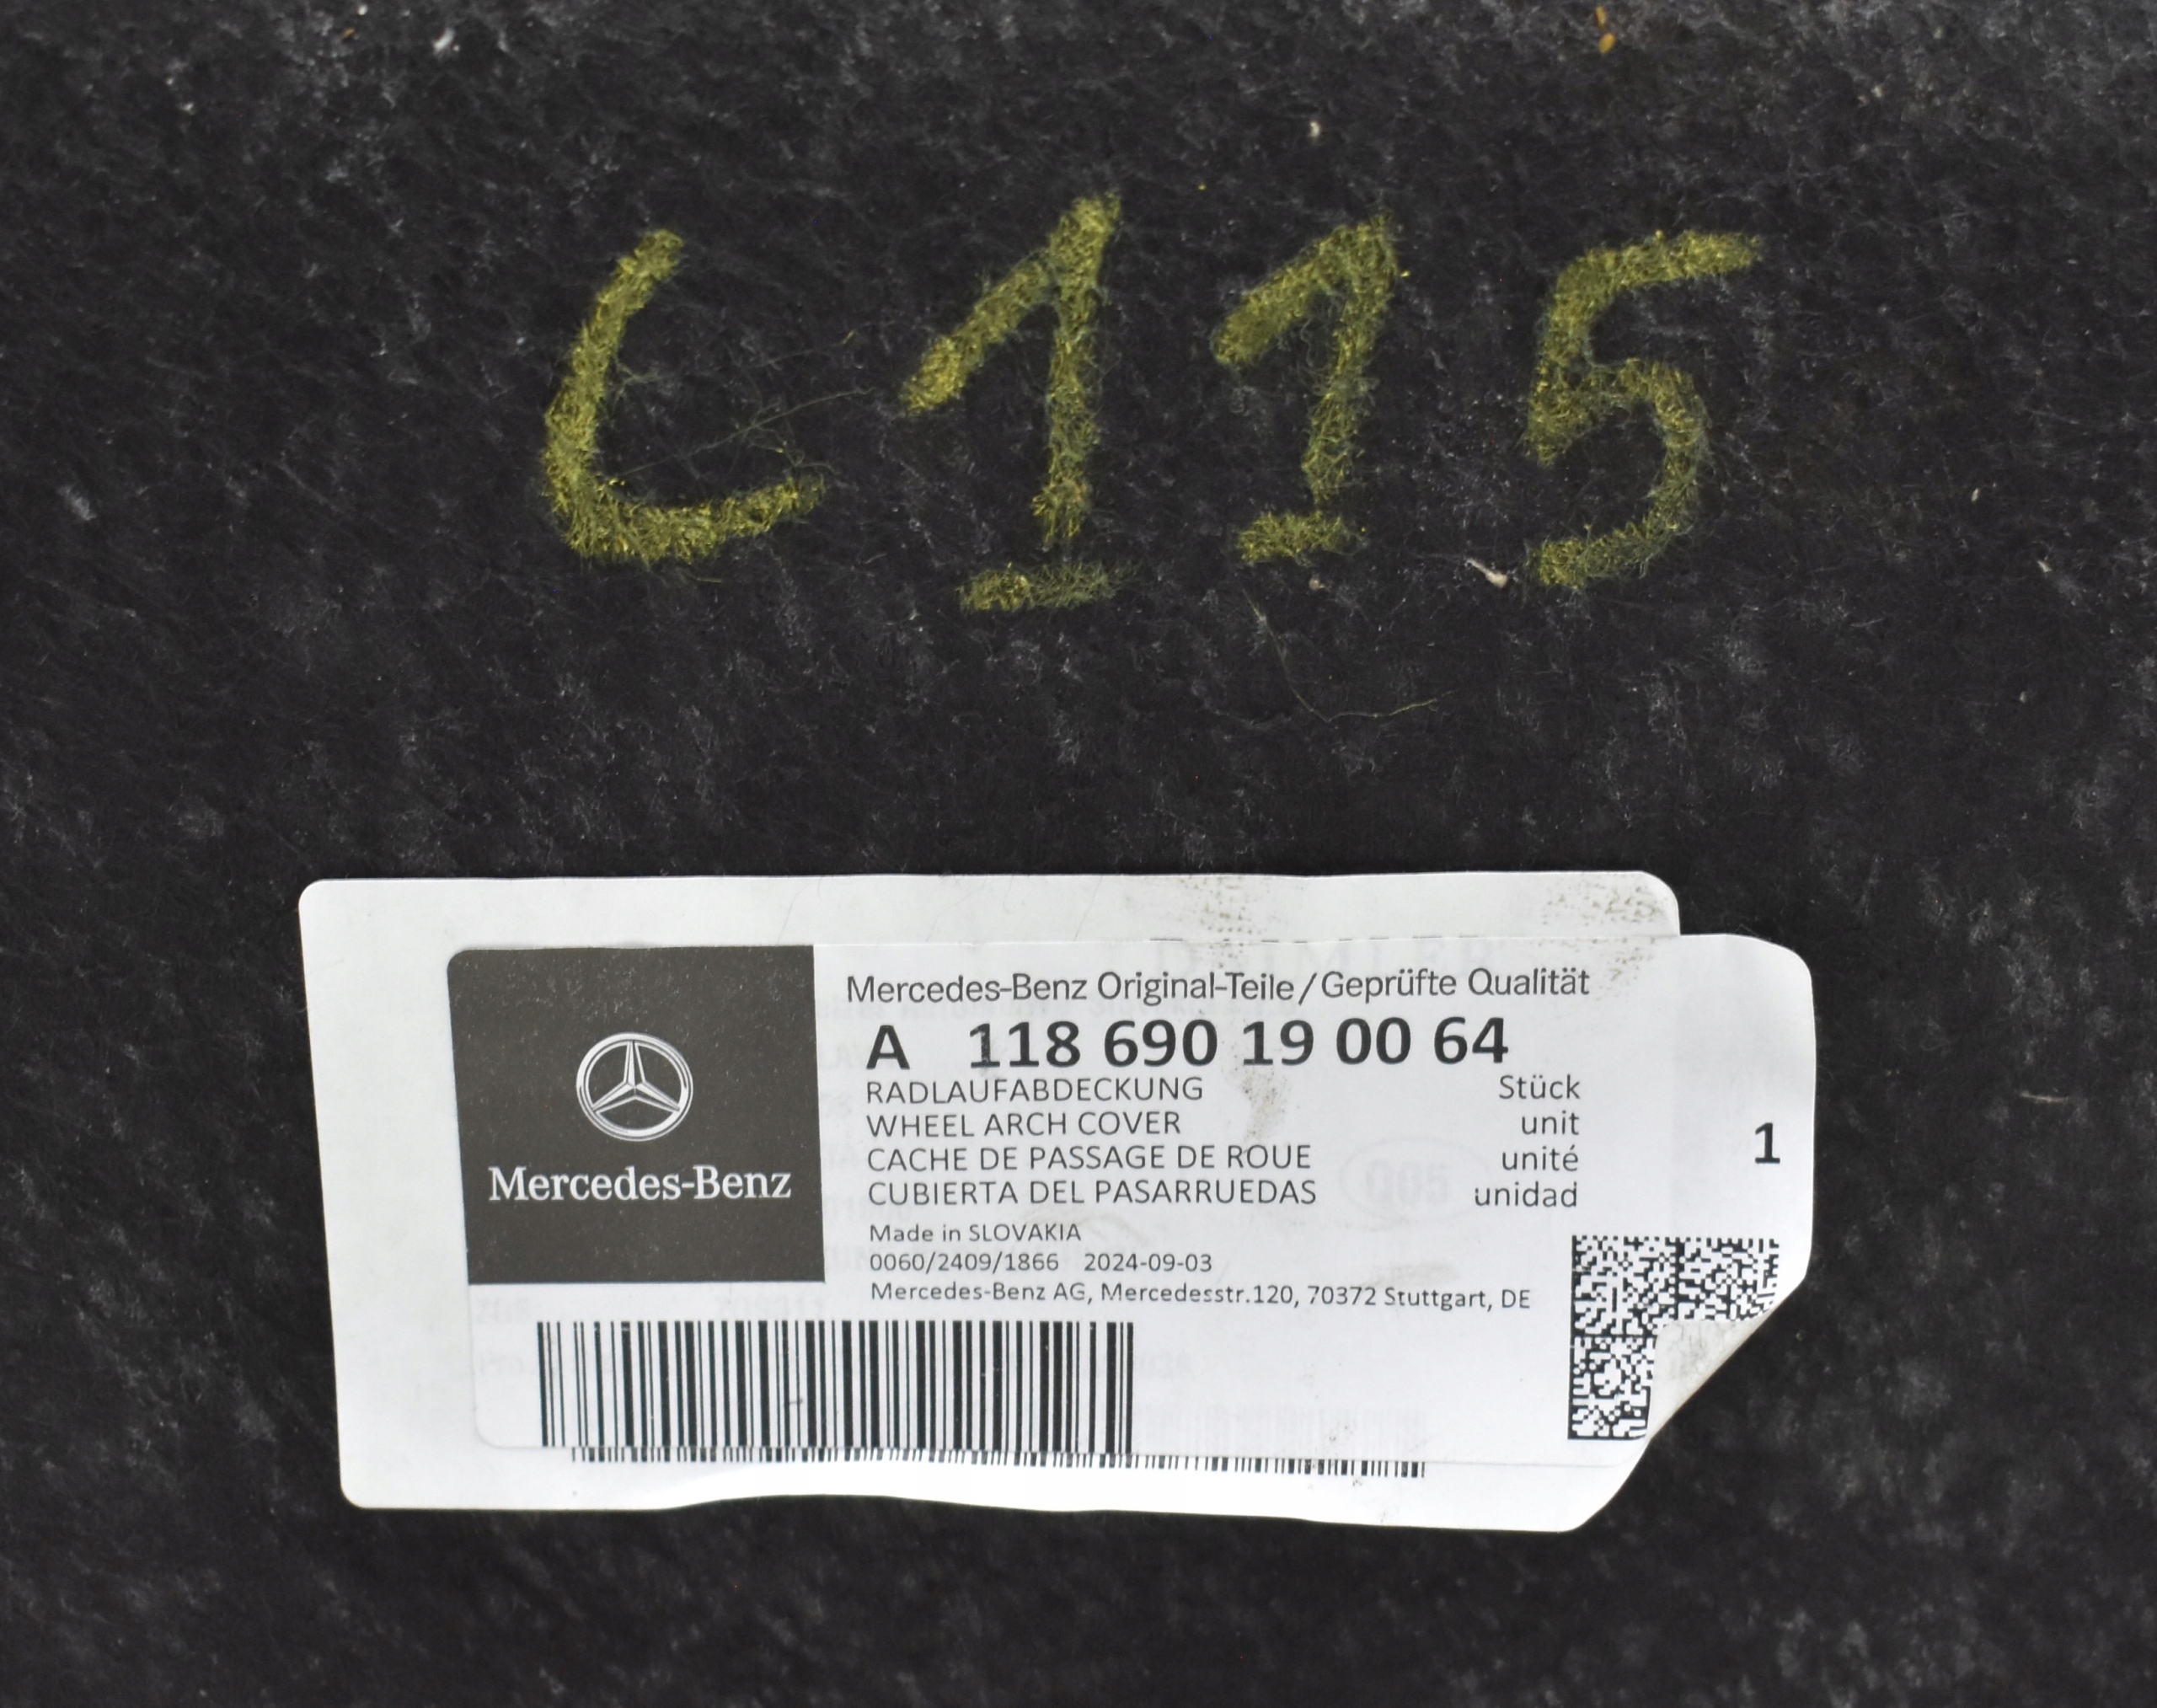 L115
Mercedes-Benz Original-Teile/Geprüfte Qualität
A 118 690 19 00 64
RADLAUFABDECKUNG Stück
WHEEL ARCH COVER unit
CACHE DE PASSAGE DE ROUE unité
CUBIERTA DEL PASARRUEDAS unidad
1
Mercedes-Benz
Made in SLOVAKIA
0060/2409/1866 2024-09-03
Mercedes-Benz AG, Mercedesstr.120, 70372 Stuttgart, DE